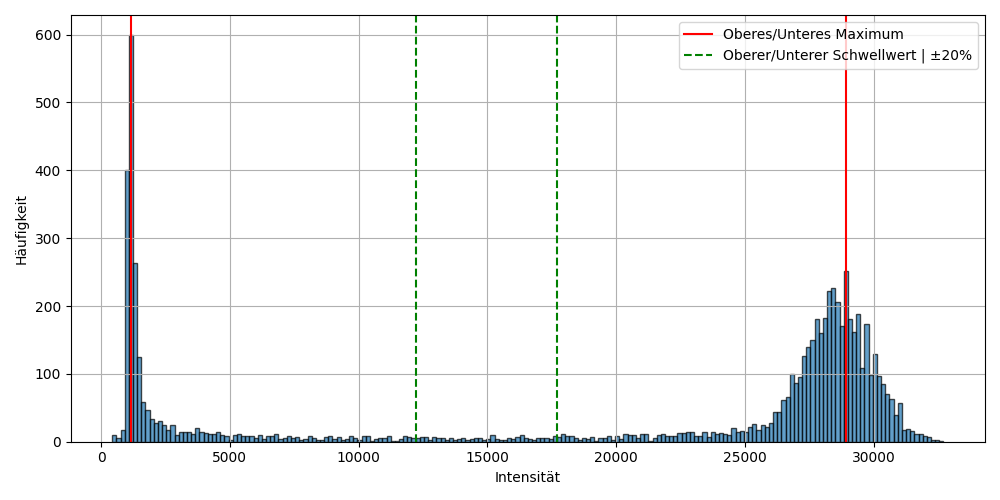 600
500
400
300
200
100
0
Häufigkeit
Oberes/Unteres Maximum
Oberer/Unterer Schwellwert | ±20%
0 5000 10000 15000 20000 25000 30000
Intensität